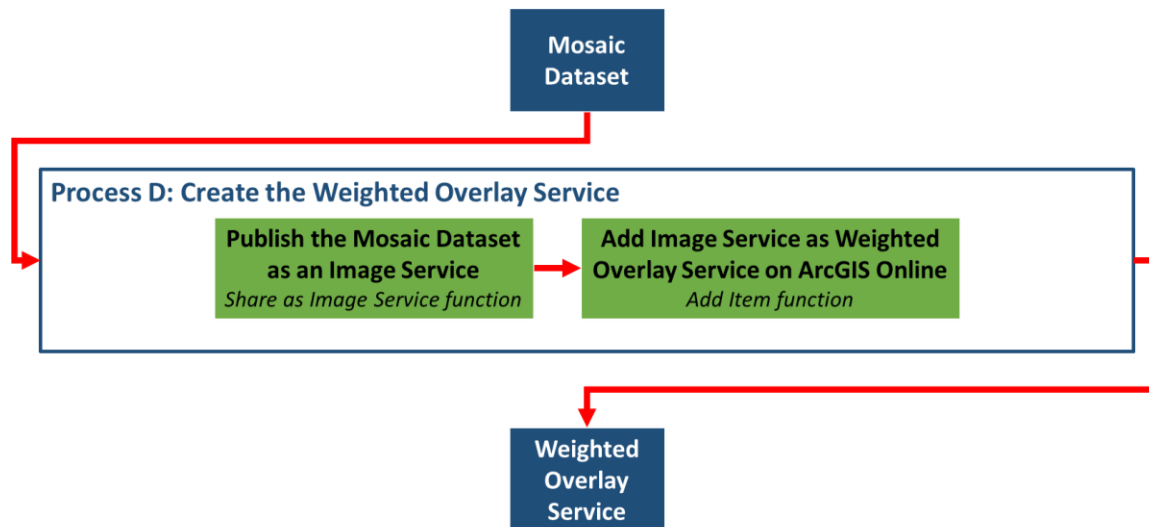 Mosaic
Dataset
Process D: Create the Weighted Overlay Service
Publish the Mosaic Dataset
as an Image Service
Share as Image Service function
Add Image Service as Weighted
Overlay Service on ArcGIS Online
Add Item function
Weighted
Overlay
Service